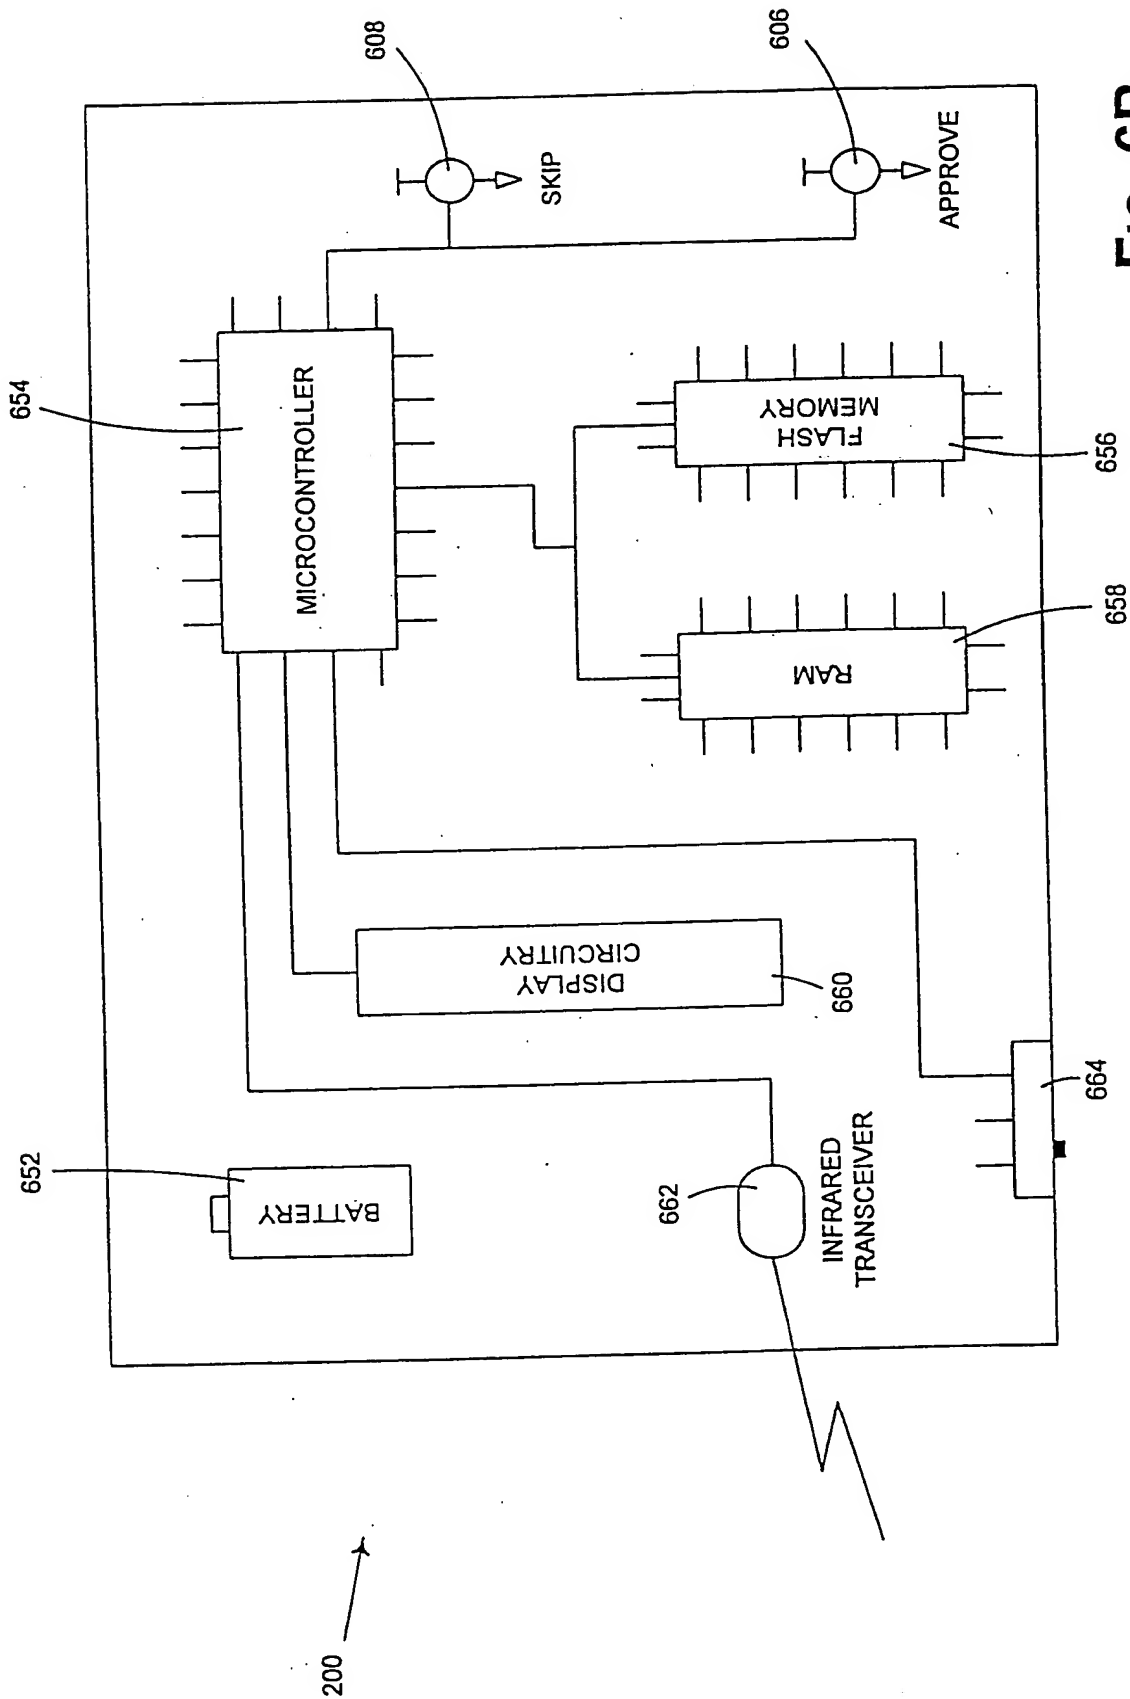 200
652
BATTERY
662
INFRARED
TRANSCEIVER
664
DISPLAY
CIRCUITRY
660
654
MICROCONTROLLER
RAM
658
FLASH
MEMORY
656
608
SKIP
606
APPROVE